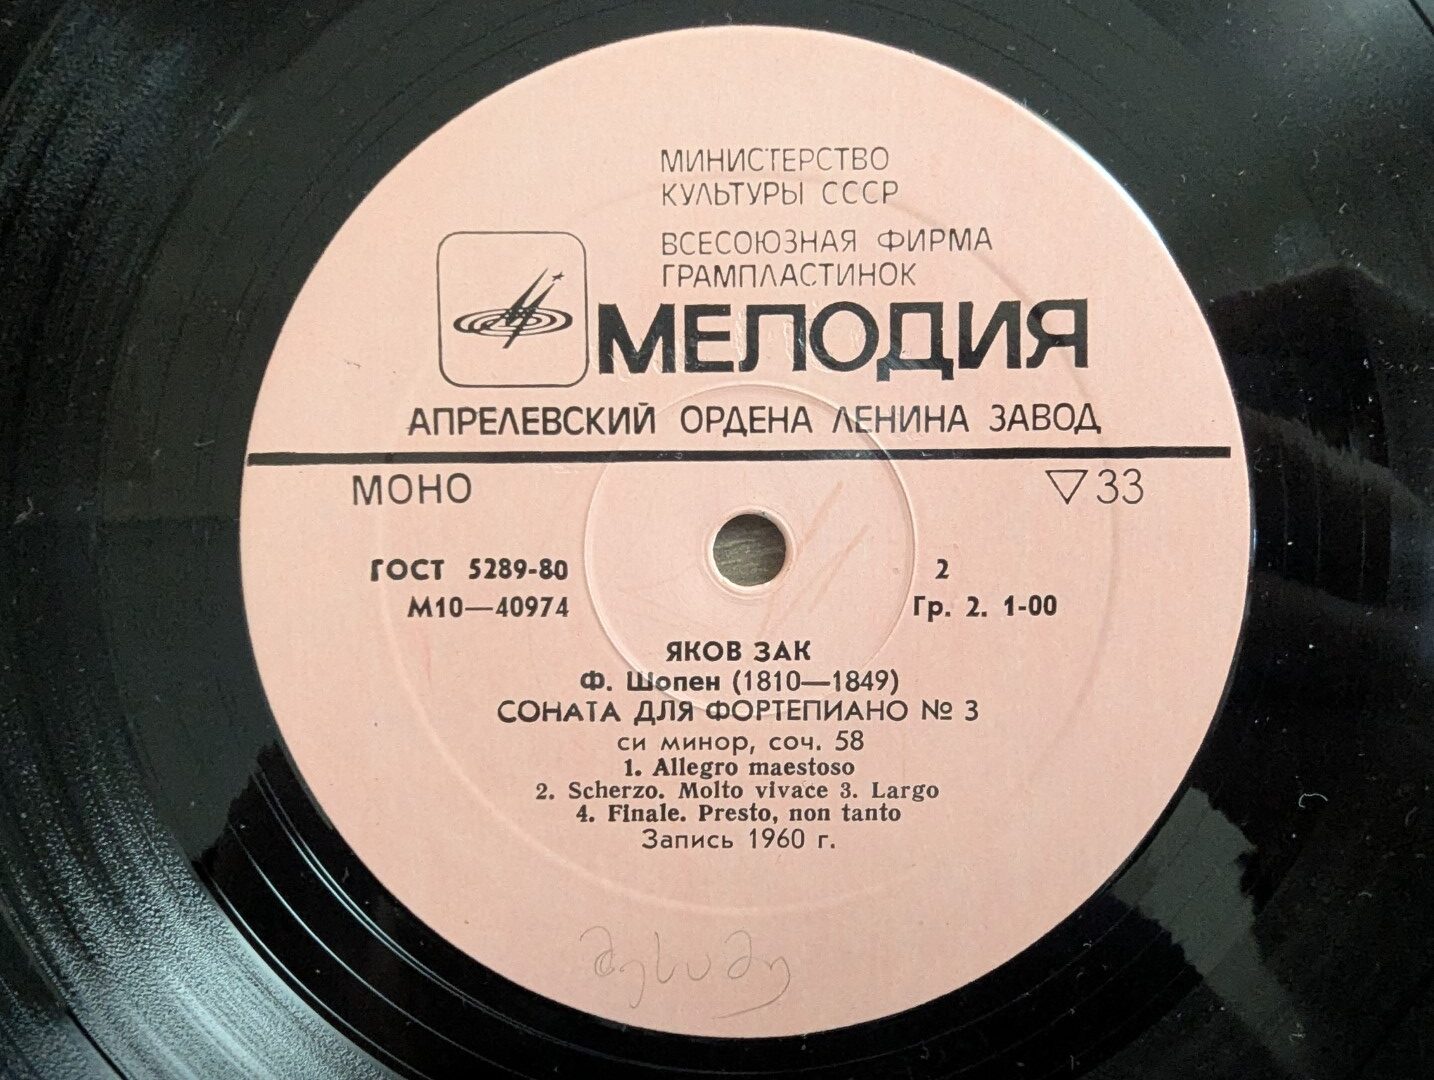 МИНИСТЕРСТВО
КУЛЬТУРЫ СССР
ВСЕСОЮЗНАЯ ФИРМА
ГРАМПЛАСТИНОК
МЕЛОДИЯ
АПРЕЛЕВСКИЙ ОРДЕНА ЛЕНИНА ЗАВОД
МОНО ▽33
ГОСТ 5289-80 2
М10—40974 Гр. 2. 1-00
ЯКОВ ЗАК
Ф. Шопен (1810—1849)
СОНАТА ДЛЯ ФОРТЕПИАНО № 3
си минор, соч. 58
1. Allegro maestoso
2. Scherzo. Molto vivace 3. Largo
4. Finale. Presto, non tanto
Запись 1960 г.